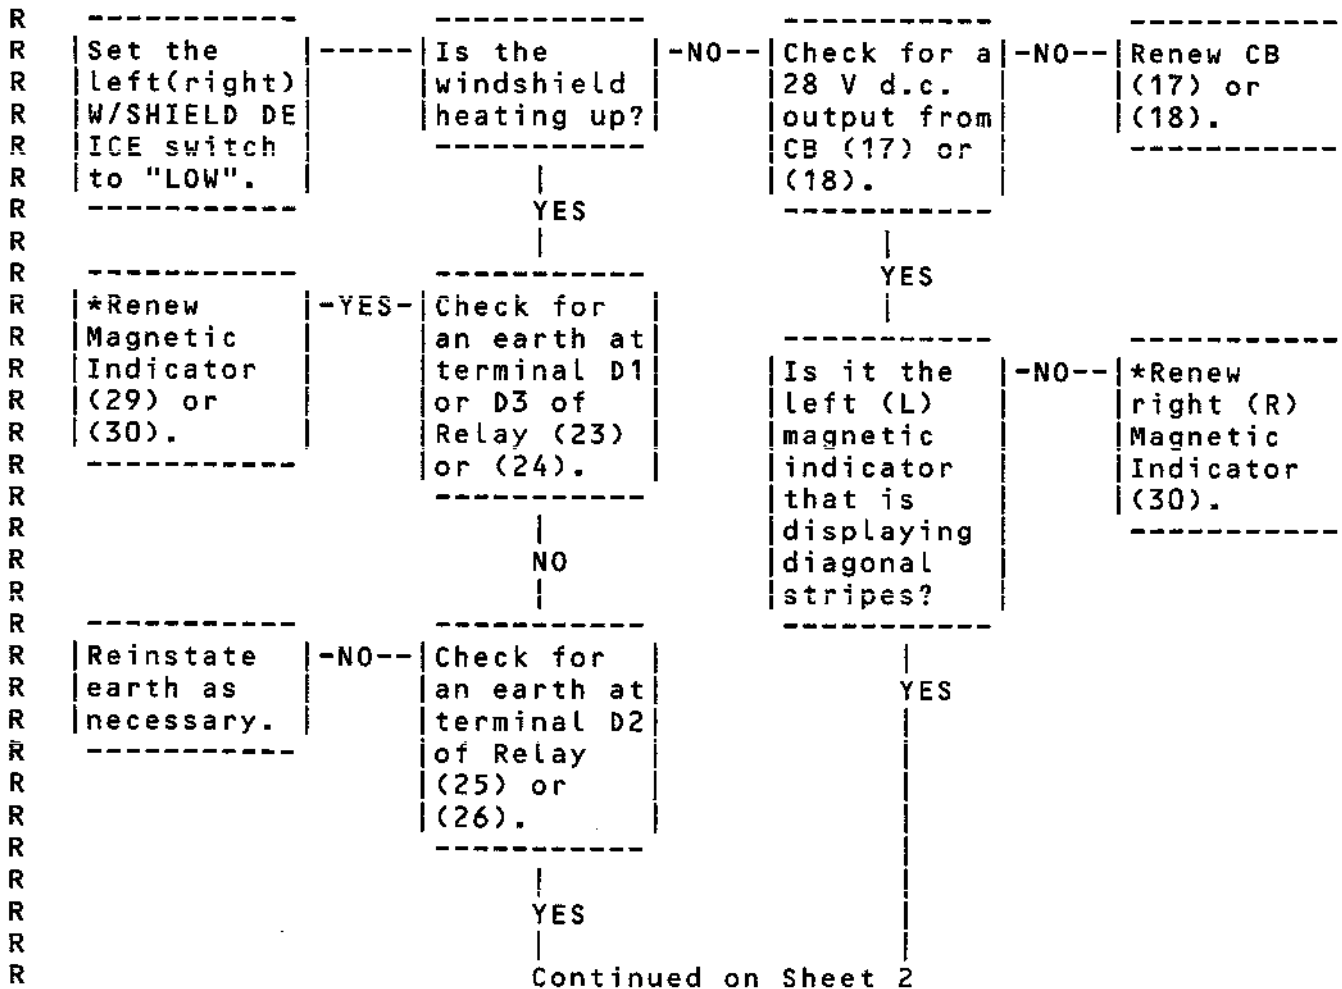 R ----------- ----------- ----------- -----------
R |Set the |-----|Is the |-NO--|Check for a|-NO--|Renew CB
R |left(right)| |windshield | |28 V d.c. | |(17) or
R |W/SHIELD DE| |heating up?| |output from| |(18).
R |ICE switch | ----------- |CB (17) or | -----------
R |to "LOW". | | |(18). |
R ----------- YES -----------
R | |
R ----------- ----------- YES
R |*Renew |-YES-|Check for | |
R |Magnetic | |an earth at| ----------- -----------
R |Indicator | |terminal D1| |Is it the |-NO--|*Renew
R |(29) or | |or D3 of | |left (L) | |right (R)
R |(30). | |Relay (23) | |magnetic | |Magnetic
R ----------- |or (24). | |indicator | |Indicator
R ----------- |that is | |(30).
R | |displaying | -----------
R NO |diagonal |
R | |stripes? |
R ----------- ----------- -----------
R |Reinstate |-NO--|Check for | |
R |earth as | |an earth at| YES
R |necessary. | |terminal D2| |
R ----------- |of Relay | |
R |(25) or | |
R |(26). | |
R ----------- |
R | |
R YES |
R | |
R Continued on Sheet 2